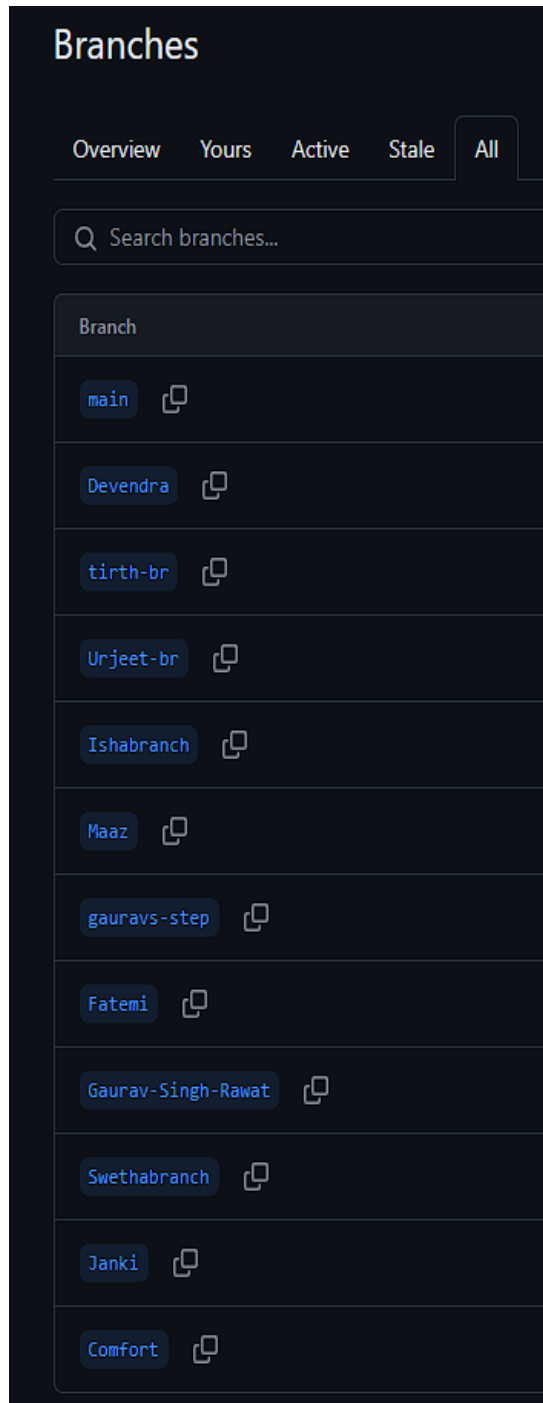 Branches
Overview Yours Active Stale All
Search branches...
Branch
main
Devendra
tirth-br
Urjeet-br
Ishabranch
Maaz
gauravs-step
Fatemi
Gaurav-Singh-Rawat
Swethabranch
Janki
Comfort